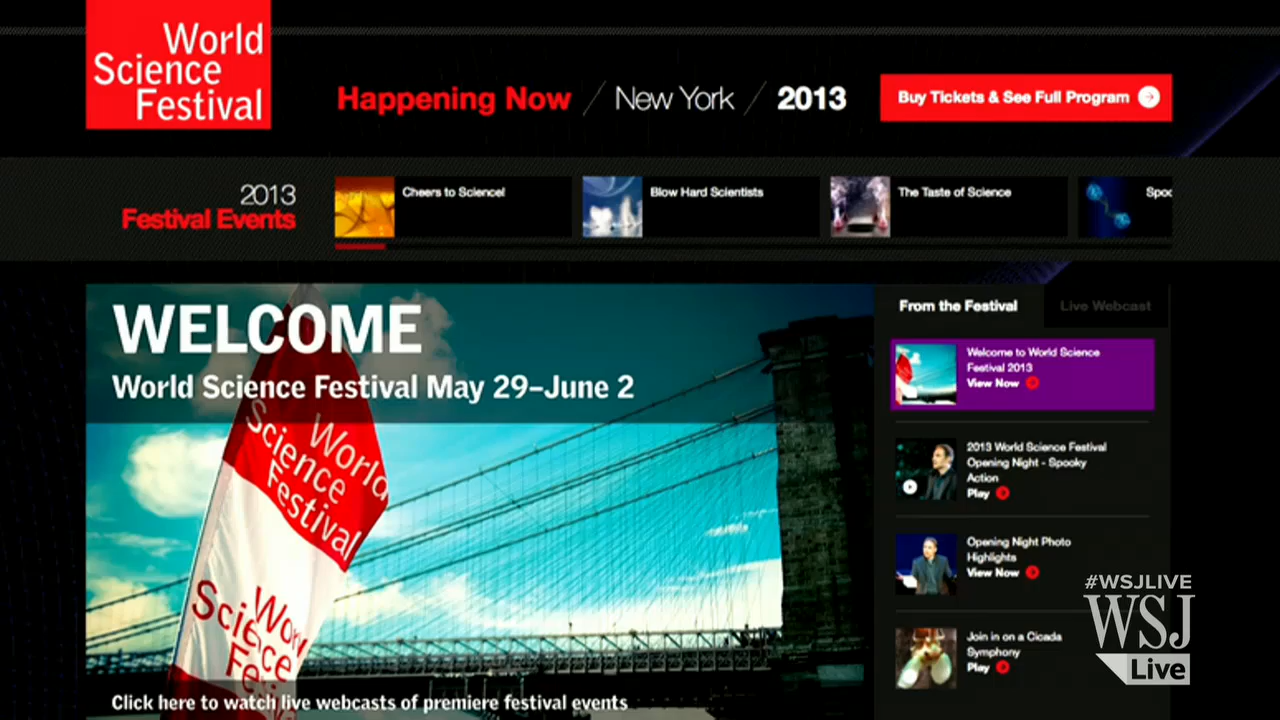 World
Science
Festival
Happening Now / New York / 2013
Buy Tickets & See Full Program
2013
Festival Events
Cheers to Science!
Blow Hard Scientists
The Taste of Science
Spoo
WELCOME
World Science Festival May 29–June 2
World
Science
Festival
Click here to watch live webcasts of premiere festival events
From the Festival
Live Webcast
Welcome to World Science
Festival 2013
View Now
2013 World Science Festival
Opening Night - Spooky
Action
Play
Opening Night Photo
Highlights
View Now
Join in on a Cicada
Symphony
Play
#WSJLIVE
WSJ
Live